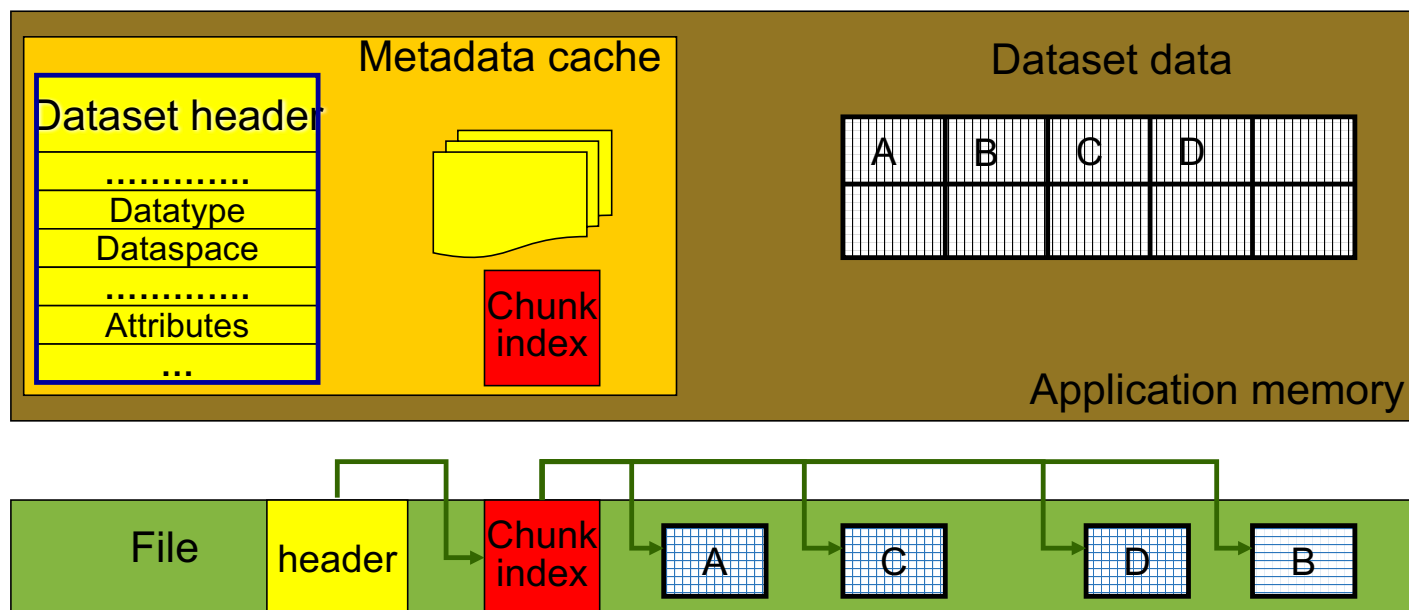 Metadata cache
Dataset header
.............
Datatype
Dataspace
.............
Attributes
...
Chunk
index
Dataset data
A B C D
Application memory
File
header
Chunk
index
A
C
D
B